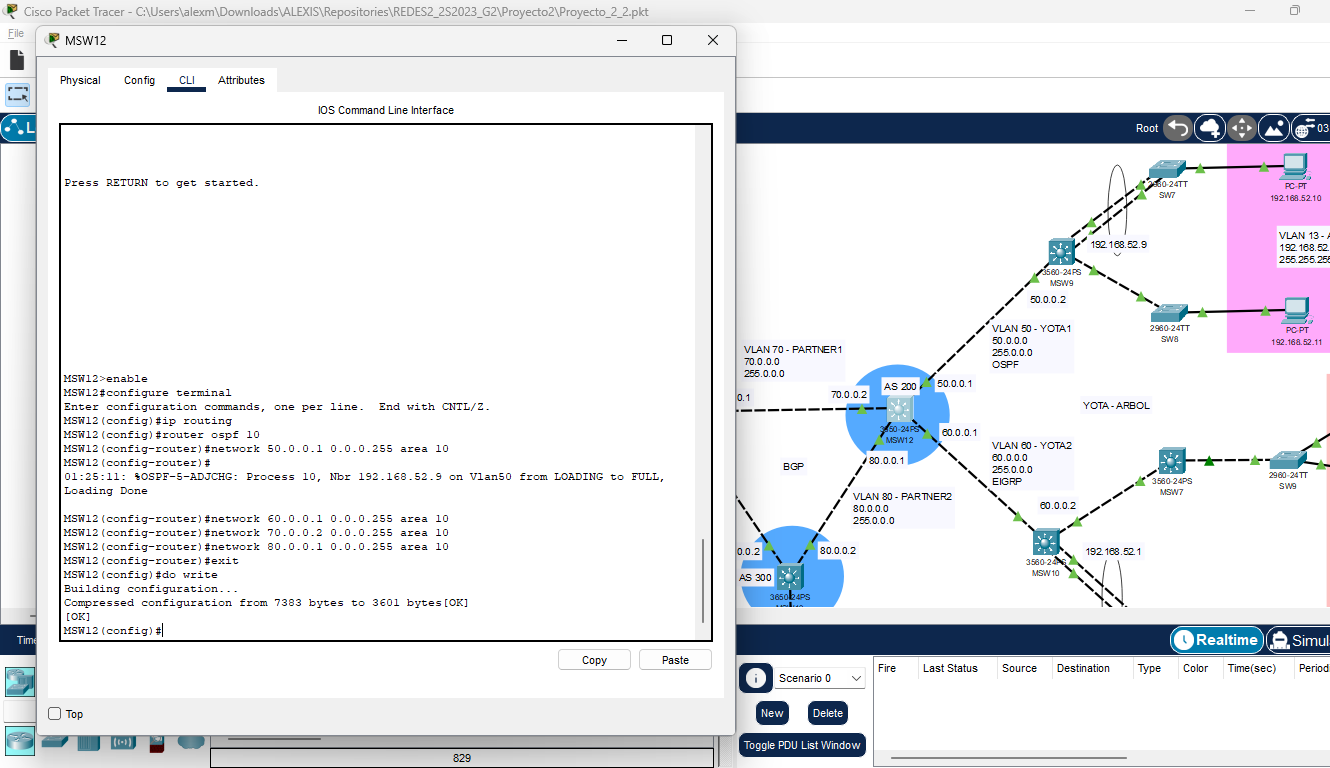 Cisco Packet Tracer - C:\Users\alexm\Downloads\ALEXIS\Repositories\REDES2_2S2023_G2\Proyecto2\Proyecto_2_2.pkt
File
MSW12
Physical Config CLI Attributes
IOS Command Line Interface
Press RETURN to get started.
MSW12>enable
MSW12#configure terminal
Enter configuration commands, one per line. End with CNTL/Z.
MSW12(config)#ip routing
MSW12(config)#router ospf 10
MSW12(config-router)#network 50.0.0.1 0.0.0.255 area 10
MSW12(config-router)#
01:25:11: %OSPF-5-ADJCHG: Process 10, Nbr 192.168.52.9 on Vlan50 from LOADING to FULL,
Loading Done
MSW12(config-router)#network 60.0.0.1 0.0.0.255 area 10
MSW12(config-router)#network 70.0.0.2 0.0.0.255 area 10
MSW12(config-router)#network 80.0.0.1 0.0.0.255 area 10
MSW12(config-router)#exit
MSW12(config)#do write
Building configuration...
Compressed configuration from 7383 bytes to 3601 bytes[OK]
[OK]
MSW12(config)#
Copy Paste
Top
L
Time
829
Root
03
2960-24TT
SW7
PC-PT
192.168.52.10
192.168.52.9
VLAN 13 - A
192.168.52.
255.255.255
3560-24PS
MSW9
50.0.0.2
2960-24TT
SW8
PC-PT
192.168.52.11
VLAN 50 - YOTA1
50.0.0.0
255.0.0.0
OSPF
VLAN 70 - PARTNER1
70.0.0.0
255.0.0.0
0.1
70.0.0.2
AS 200
50.0.0.1
MSW12
60.0.0.1
80.0.0.1
YOTA - ARBOL
BGP
VLAN 60 - YOTA2
60.0.0.0
255.0.0.0
EIGRP
3560-24PS
MSW7
2960-24TT
SW9
VLAN 80 - PARTNER2
80.0.0.0
255.0.0.0
60.0.0.2
3560-24PS
MSW10
192.168.52.1
0.0.2
80.0.0.2
AS 300
3650-24PS
Realtime
Simul
Scenario 0
New Delete
Toggle PDU List Window
Fire Last Status Source Destination Type Color Time(sec) Period